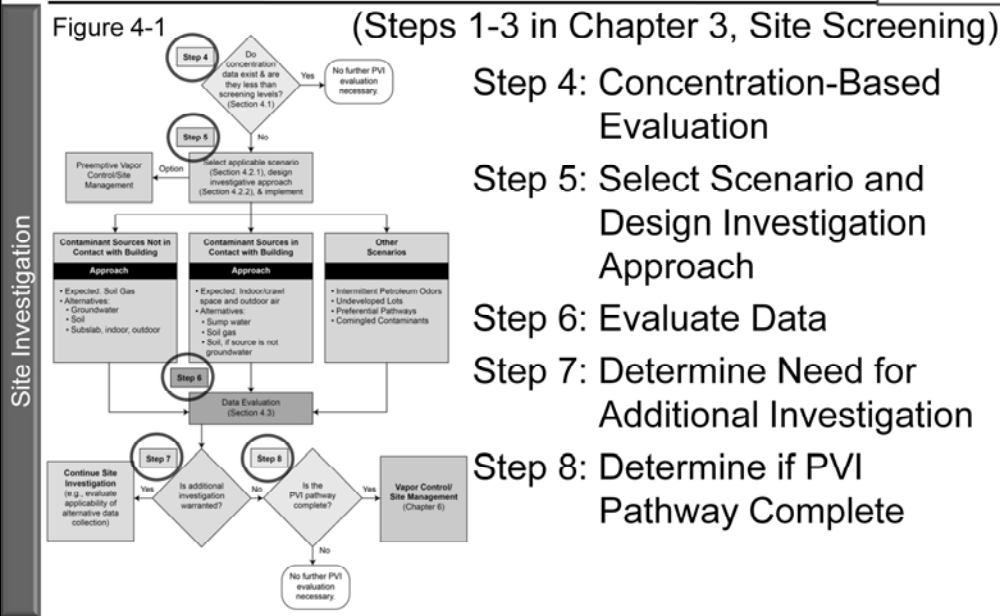 Site Investigation
Figure 4-1
(Steps 1-3 in Chapter 3, Site Screening)
Step 4
Do
concentration
data exist & are
they less than
screening levels?
(Section 4.1)
Yes
No further PVI
evaluation
necessary.
No
Step 5
Preemptive Vapor
Control/Site
Management
Option
Select applicable scenario
(Section 4.2.1), design
investigative approach
(Section 4.2.2), & implement
Contaminant Sources Not in
Contact with Building
Approach
• Expected: Soil Gas
• Alternatives:
• Groundwater
• Soil
• Subslab, indoor, outdoor
Contaminant Sources in
Contact with Building
Approach
• Expected: Indoor/crawl
space and outdoor air
• Alternatives:
• Sump water
• Soil gas
• Soil, if source is not
groundwater
Other
Scenarios
• Intermittent Petroleum Odors
• Undeveloped Lots
• Preferential Pathways
• Comingled Contaminants
Step 6
Data Evaluation
(Section 4.3)
Step 7
Step 8
Continue Site
Investigation
(e.g., evaluate
applicability of
alternative data
collection)
Yes
Is additional
investigation
warranted?
No
Is the
PVI pathway
complete?
Yes
Vapor Control/
Site Management
(Chapter 6)
No
No further PVI
evaluation
necessary.
Step 4: Concentration-Based
Evaluation
Step 5: Select Scenario and
Design Investigation
Approach
Step 6: Evaluate Data
Step 7: Determine Need for
Additional Investigation
Step 8: Determine if PVI
Pathway Complete